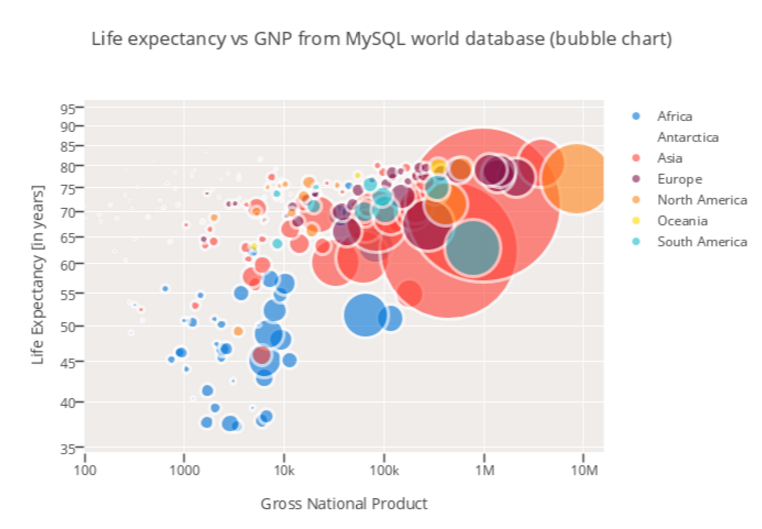 Life expectancy vs GNP from MySQL world database (bubble chart)
95
90
85
80
75
70
65
60
55
50
45
40
35
Life Expectancy [in years]
100
1000
10k
100k
1M
10M
Gross National Product
Africa
Antarctica
Asia
Europe
North America
Oceania
South America